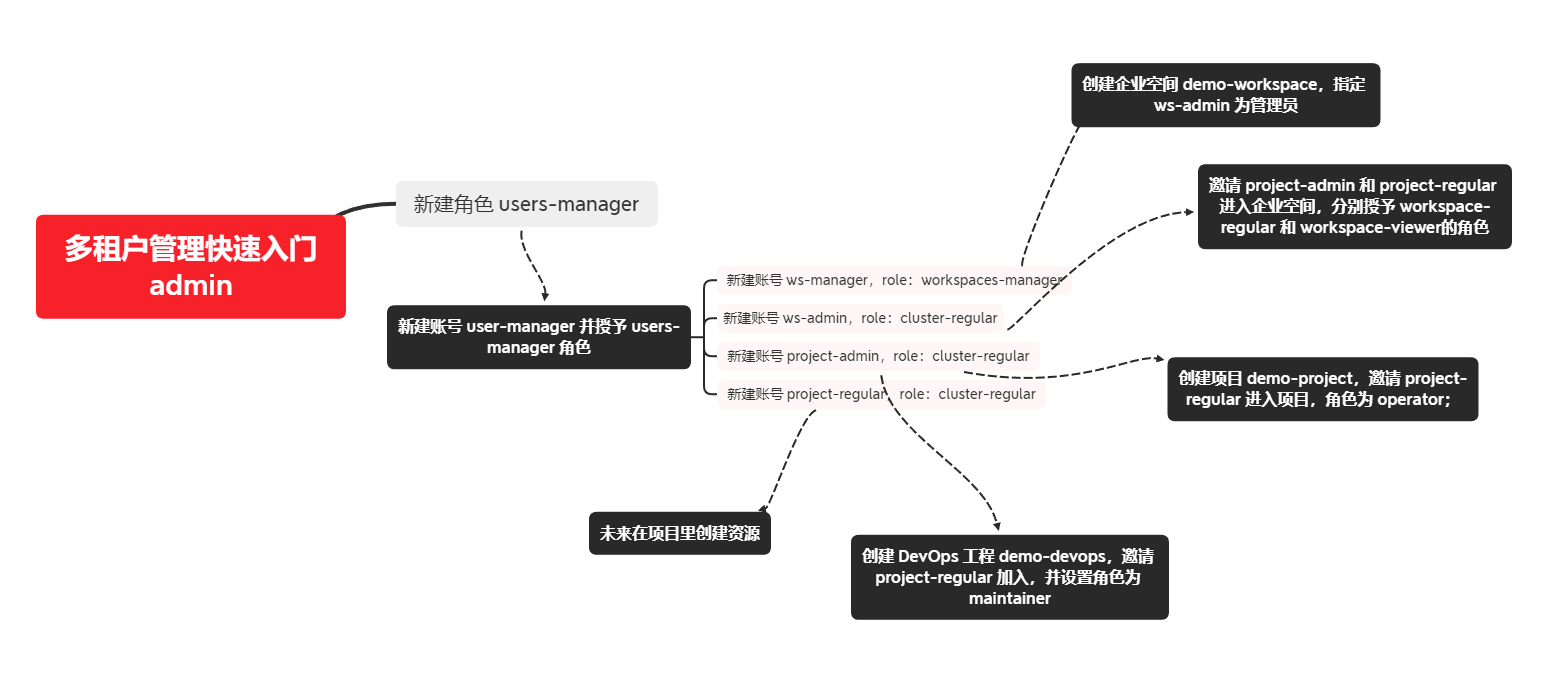 多租户管理快速入门
admin
新建角色 users-manager
新建账号 user-manager 并授予 users-
manager 角色
新建账号 ws-manager，role：workspaces-manager
新建账号 ws-admin，role：cluster-regular
新建账号 project-admin，role：cluster-regular
新建账号 project-regular，role：cluster-regular
创建企业空间 demo-workspace，指定
ws-admin 为管理员
邀请 project-admin 和 project-regular
进入企业空间，分别授予 workspace-
regular 和 workspace-viewer的角色
创建项目 demo-project，邀请 project-
regular 进入项目，角色为 operator；
未来在项目里创建资源
创建 DevOps 工程 demo-devops，邀请
project-regular 加入，并设置角色为
maintainer